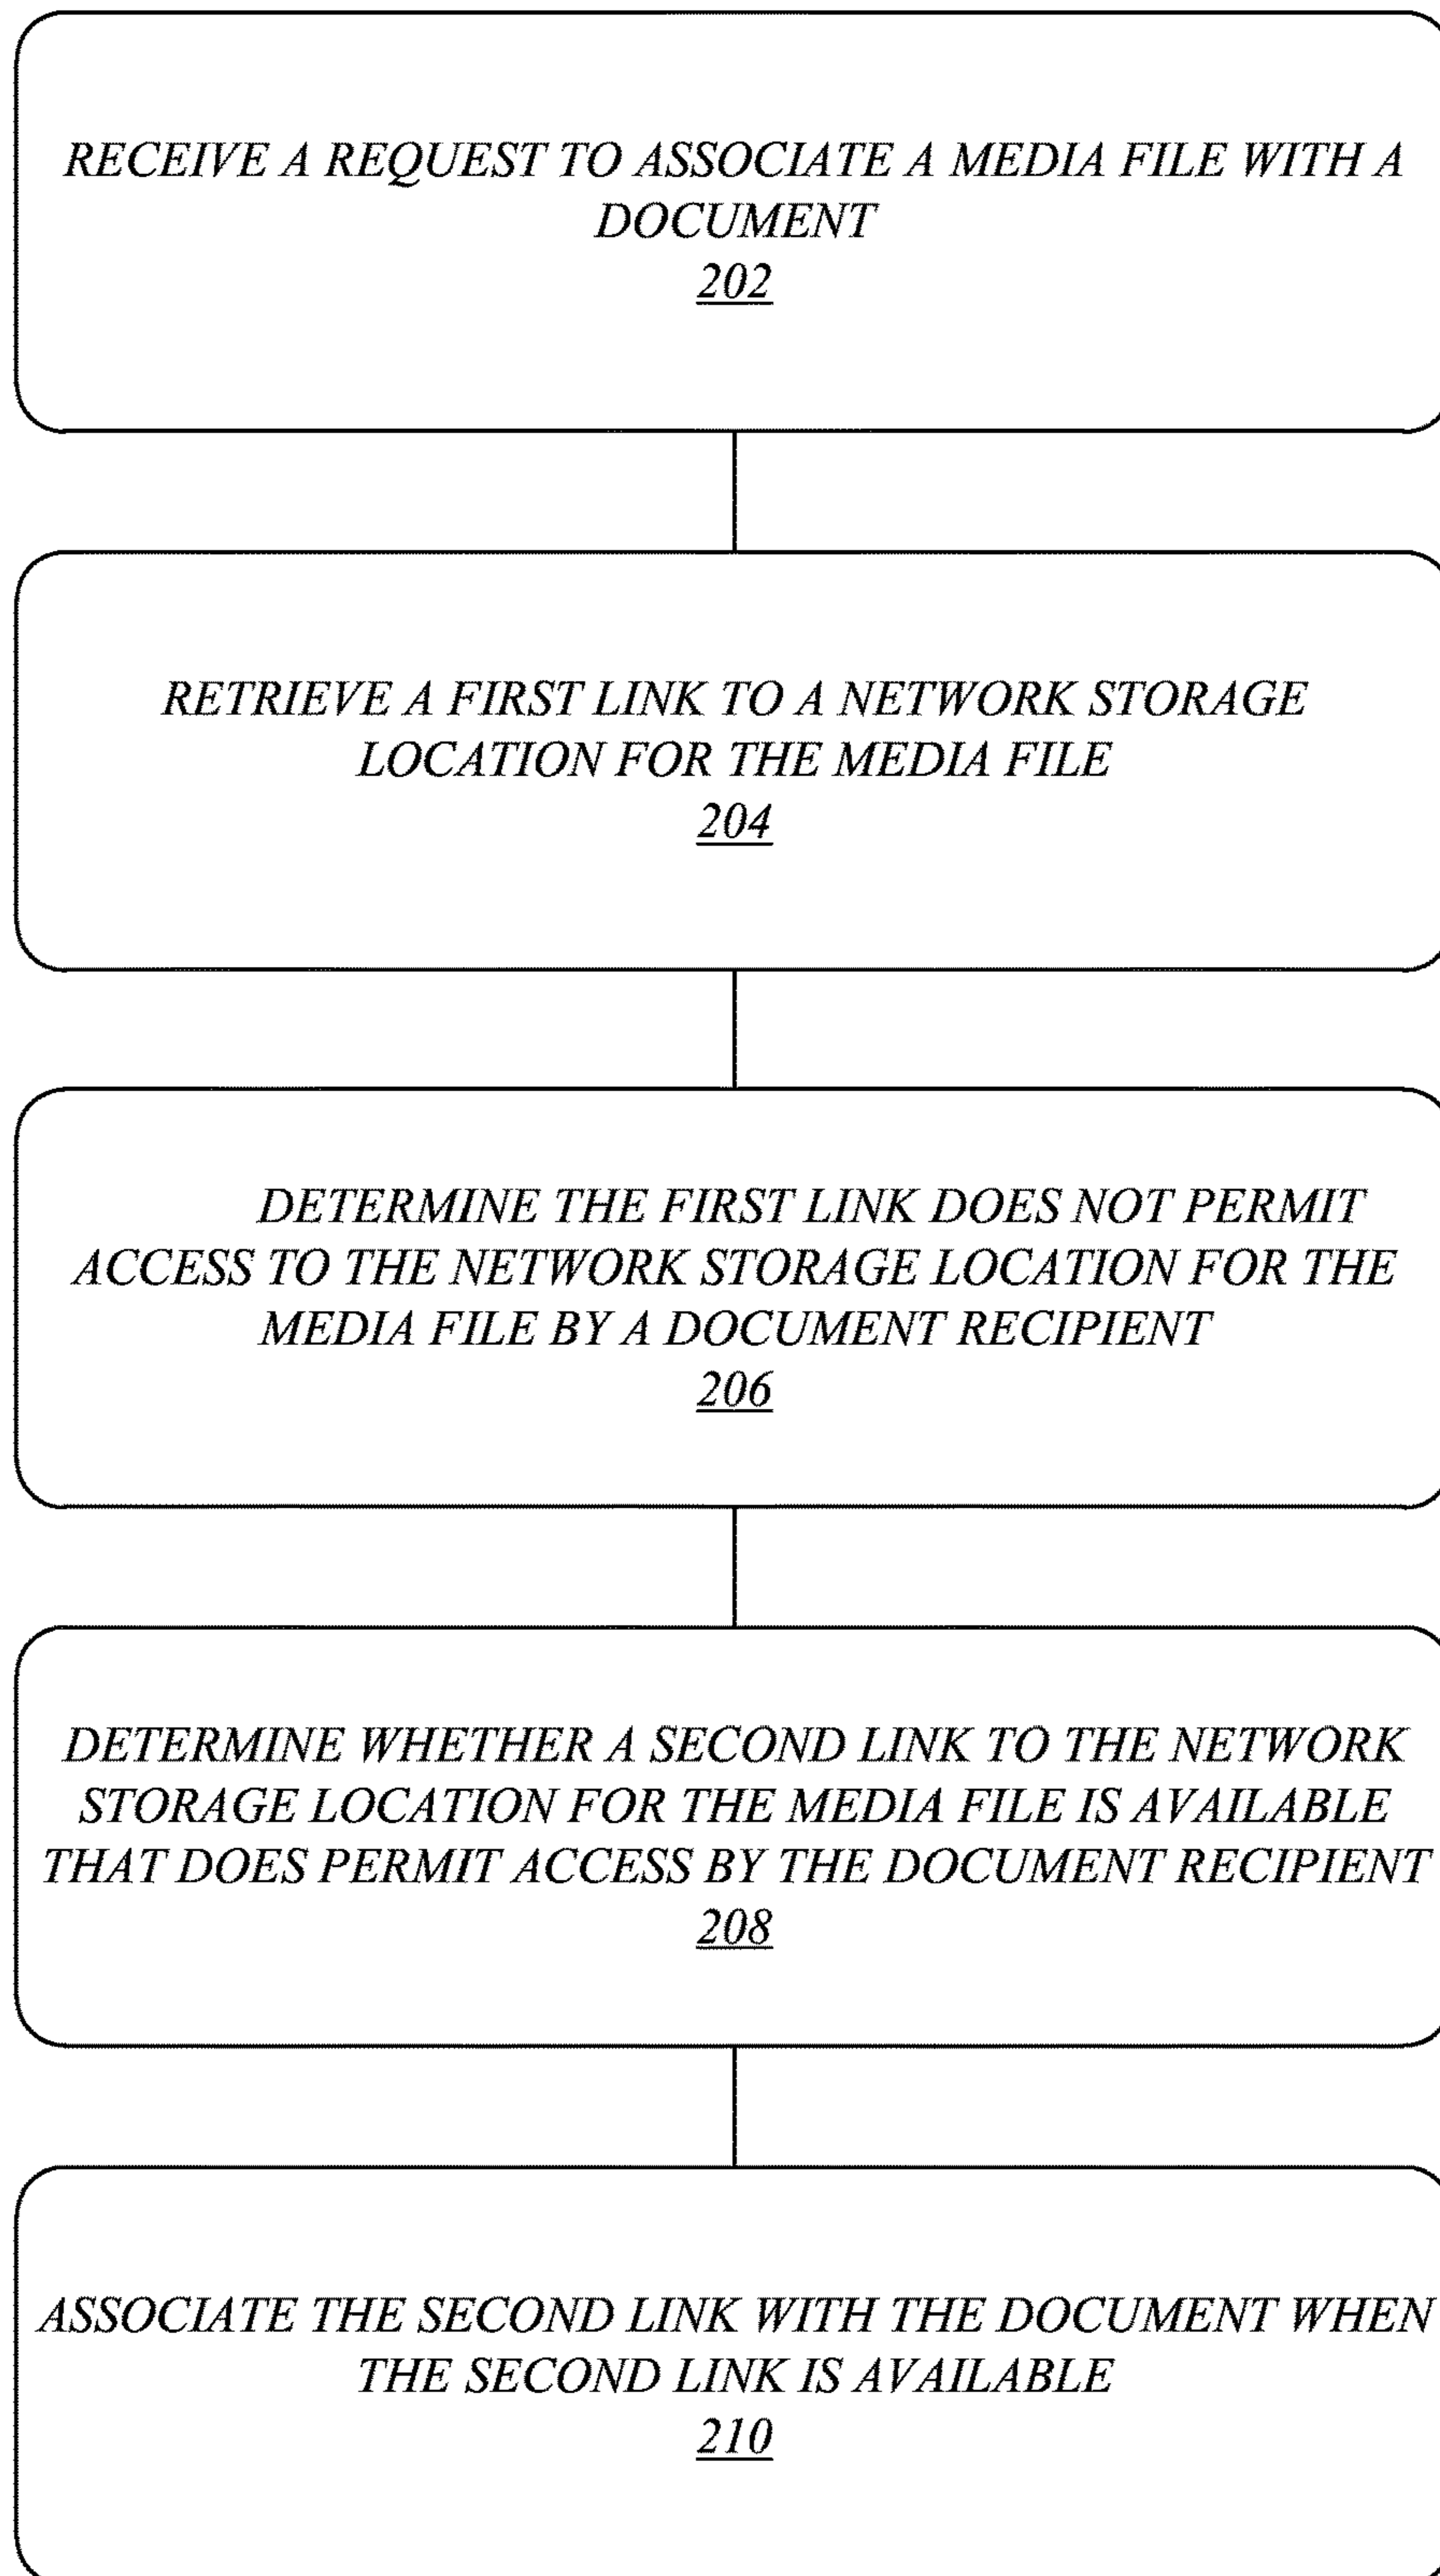 RECEIVE A REQUEST TO ASSOCIATE A MEDIA FILE WITH A
DOCUMENT
202
RETRIEVE A FIRST LINK TO A NETWORK STORAGE
LOCATION FOR THE MEDIA FILE
204
DETERMINE THE FIRST LINK DOES NOT PERMIT
ACCESS TO THE NETWORK STORAGE LOCATION FOR THE
MEDIA FILE BY A DOCUMENT RECIPIENT
206
DETERMINE WHETHER A SECOND LINK TO THE NETWORK
STORAGE LOCATION FOR THE MEDIA FILE IS AVAILABLE
THAT DOES PERMIT ACCESS BY THE DOCUMENT RECIPIENT
208
ASSOCIATE THE SECOND LINK WITH THE DOCUMENT WHEN
THE SECOND LINK IS AVAILABLE
210